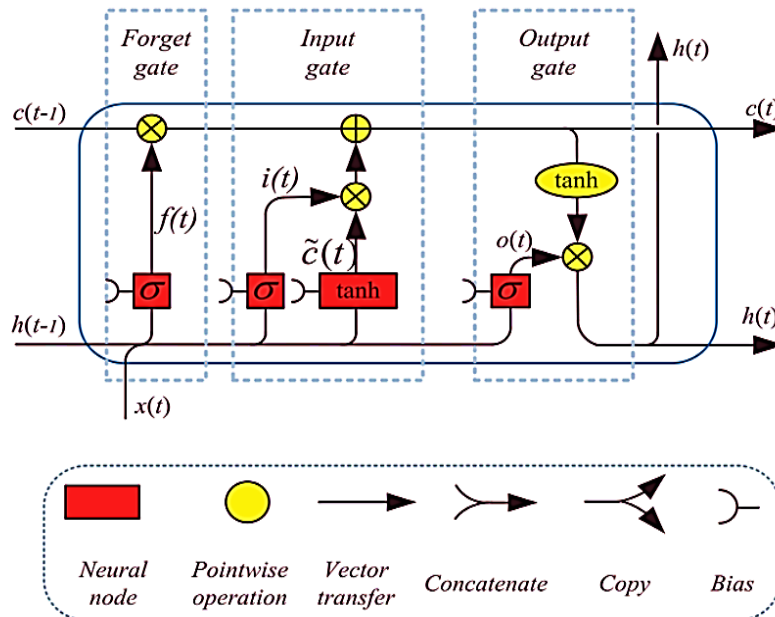 Forget
gate
Input
gate
Output
gate
h(t)
c(t-1)
c(t)
i(t)
tanh
f(t)
c̃(t)
o(t)
σ
σ
tanh
σ
h(t-1)
h(t)
x(t)
Neural
node
Pointwise
operation
Vector
transfer
Concatenate
Copy
Bias